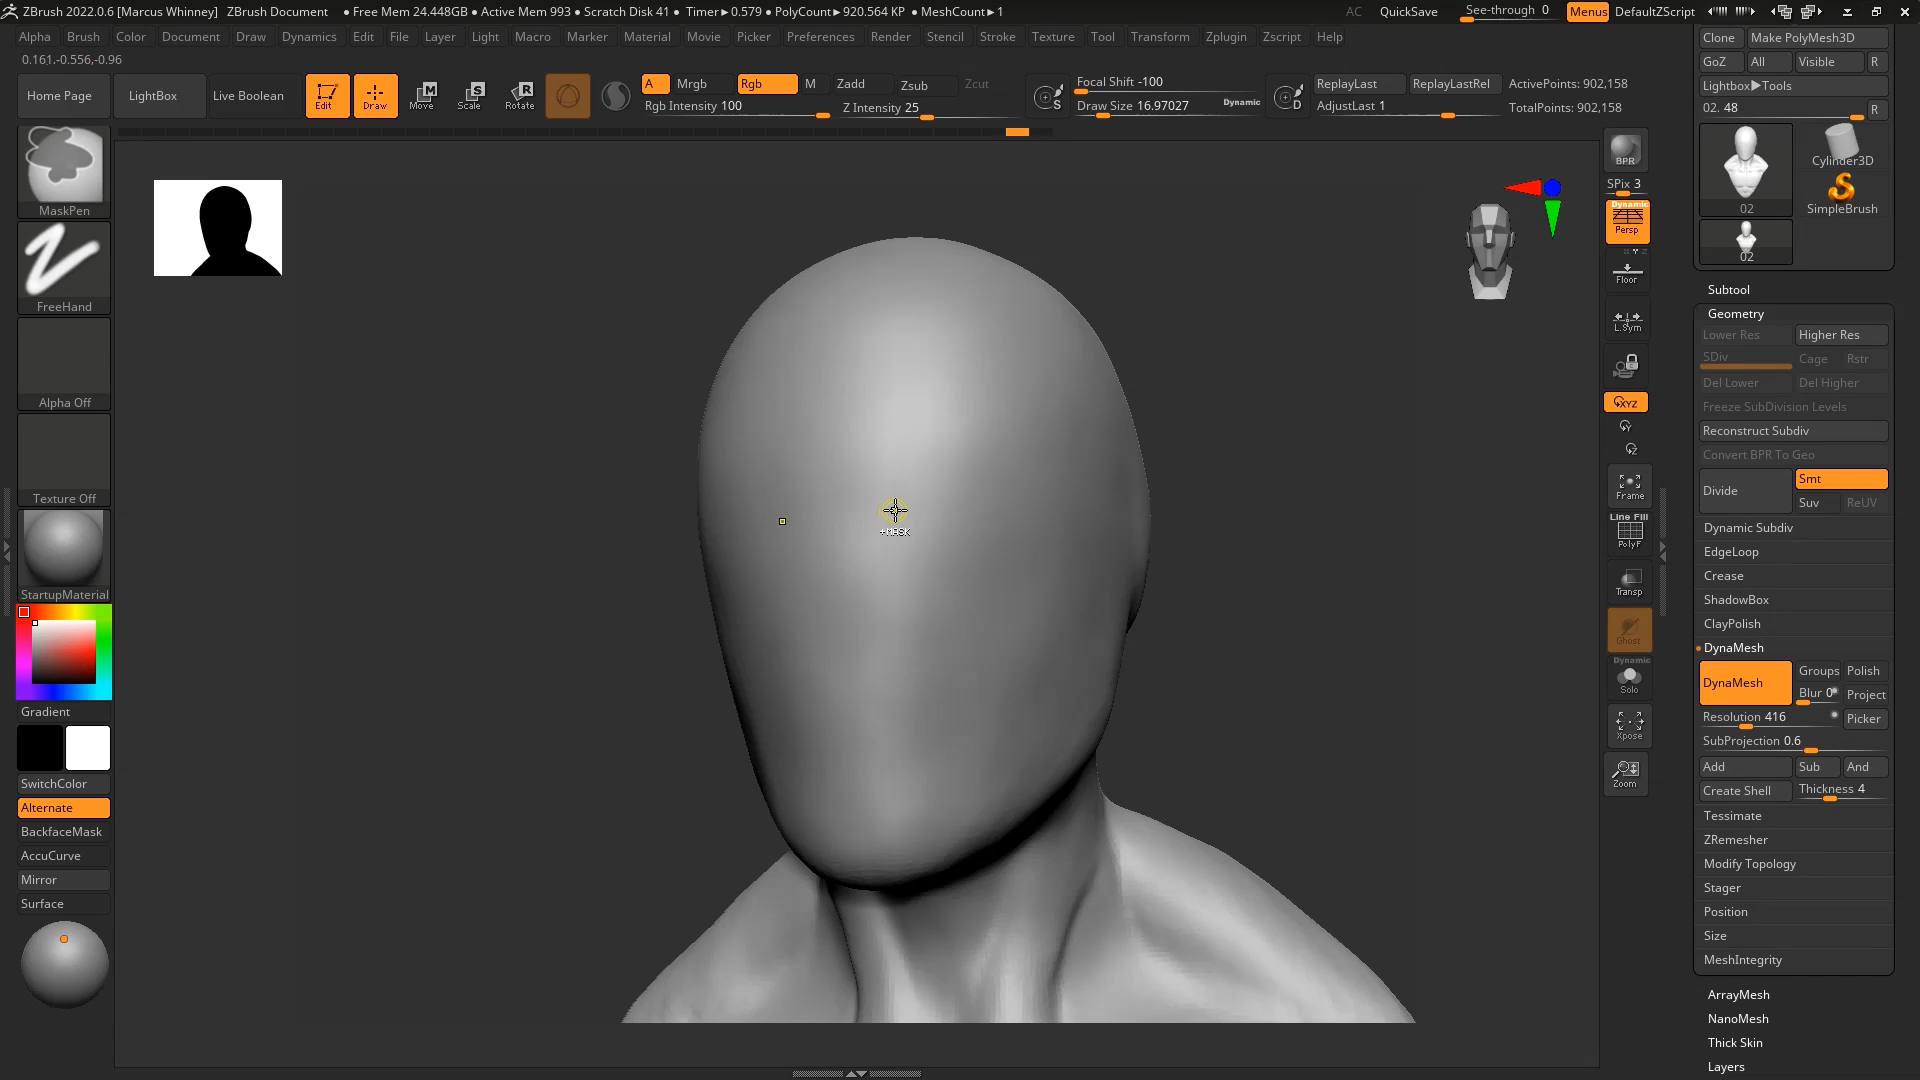 ZBrush 2022.0.6 [Marcus Whinney] ZBrush Document • Free Mem 24.448GB • Active Mem 993 • Scratch Disk 41 • Timer▶0.579 • PolyCount▶920.564 KP • MeshCount▶1 AC QuickSave See-through 0 Menus DefaultZScript
Alpha Brush Color Document Draw Dynamics Edit File Layer Light Macro Marker Material Movie Picker Preferences Render Stencil Stroke Texture Tool Transform Zplugin Zscript Help
0.161,-0.556,-0.96
Home Page LightBox Live Boolean Edit Draw Move Scale Rotate
M S R
A Mrgb Rgb M Zadd Zsub Zcut
Rgb Intensity 100 Z Intensity 25
S Focal Shift -100
Draw Size 16.97027 Dynamic
D ReplayLast ReplayLastRel ActivePoints: 902,158
AdjustLast 1 TotalPoints: 902,158
MaskPen
FreeHand
Alpha Off
Texture Off
StartupMaterial
Gradient
SwitchColor
Alternate
BackfaceMask
AccuCurve
Mirror
Surface
+MASK
BPR
SPix 3
Dynamic
Persp
Floor
L.Sym
XYZ
Y
Z
Frame
Line Fill
PolyF
Transp
Ghost
Dynamic
Solo
Xpose
Zoom
Clone Make PolyMesh3D
GoZ All Visible R
Lightbox▶Tools
02. 48 R
02 Cylinder3D
SimpleBrush
02
Subtool
Geometry
Lower Res Higher Res
SDiv Cage Rstr
Del Lower Del Higher
Freeze SubDivision Levels
Reconstruct Subdiv
Convert BPR To Geo
Divide Smt
Suv ReUV
Dynamic Subdiv
EdgeLoop
Crease
ShadowBox
ClayPolish
DynaMesh
DynaMesh Groups Polish
Blur 0 Project
Resolution 416 Picker
SubProjection 0.6
Add Sub And
Create Shell Thickness 4
Tessimate
ZRemesher
Modify Topology
Stager
Position
Size
MeshIntegrity
ArrayMesh
NanoMesh
Thick Skin
Layers